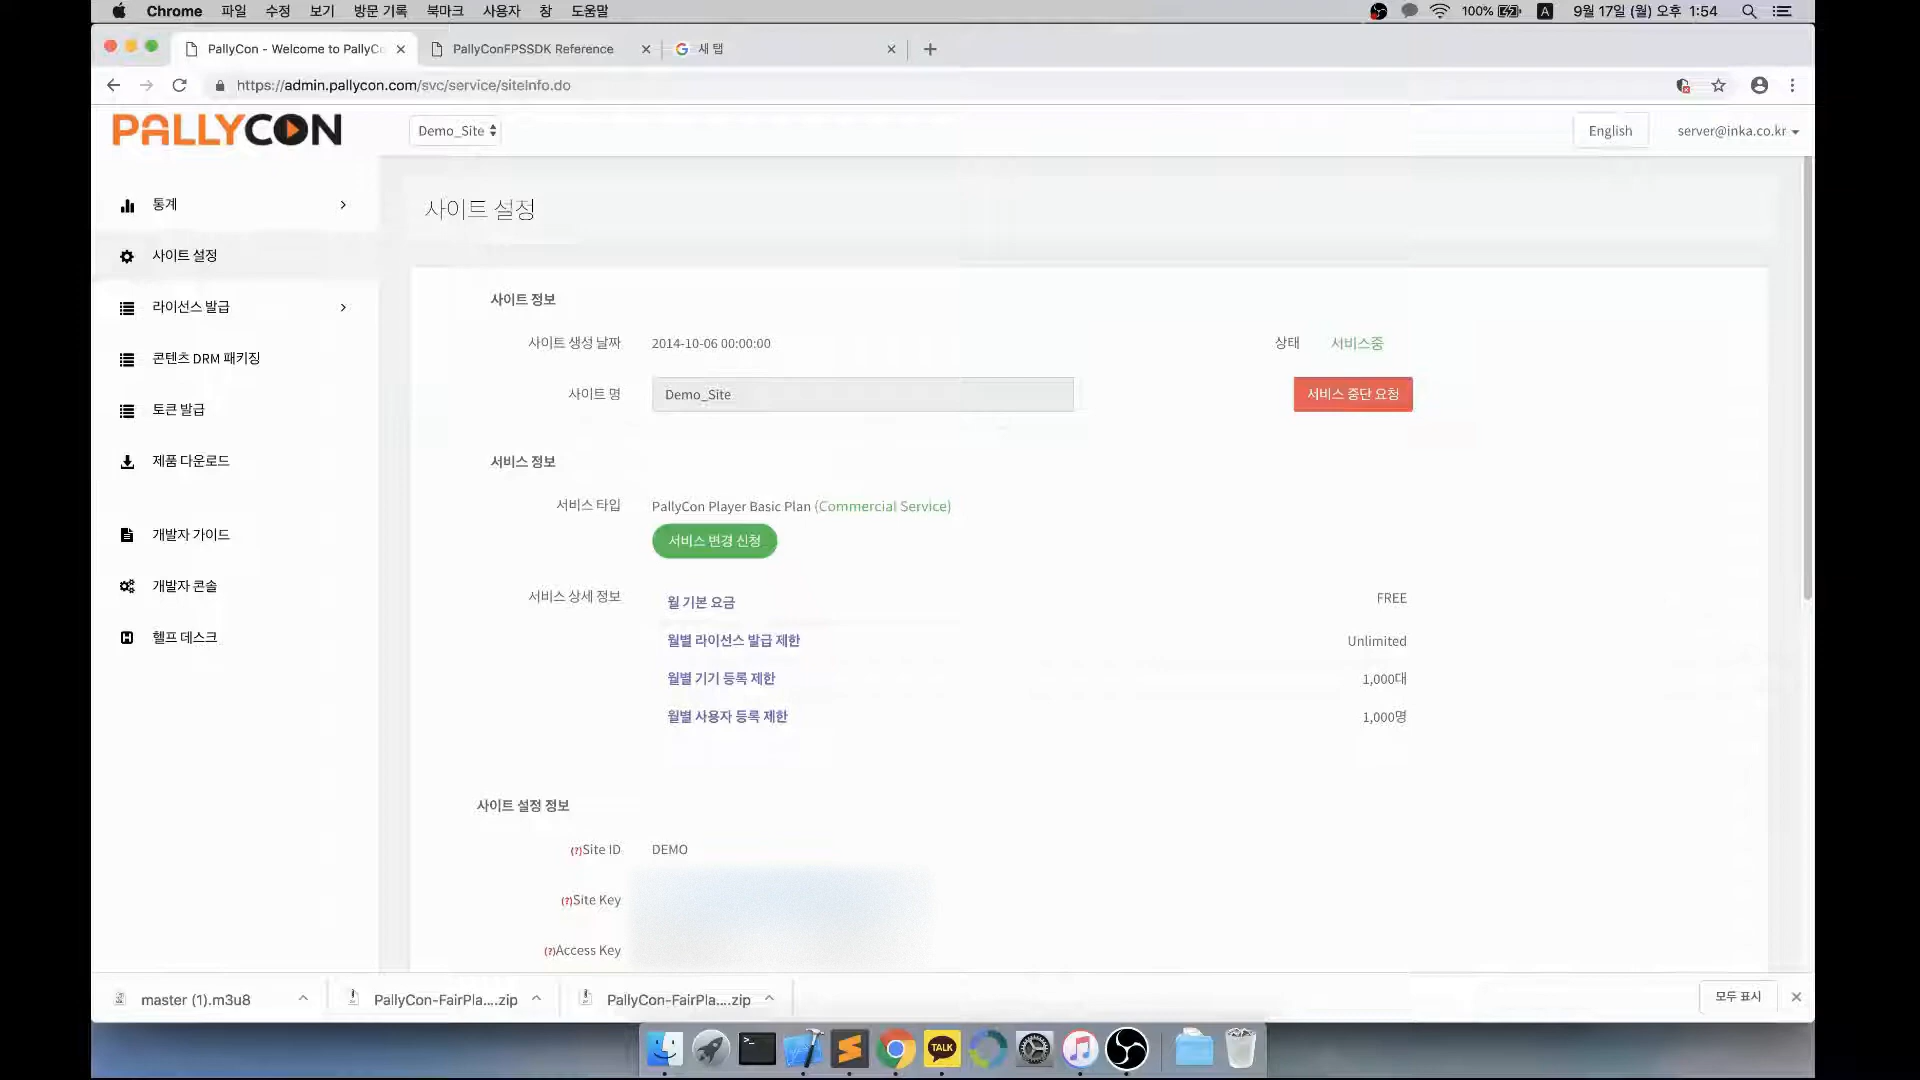 Chrome 파일 수정 보기 방문 기록 북마크 사용자 창 도움말 100% A 9월 17일 (월) 오후 1:54
PallyCon - Welcome to PallyCo PallyConFPSSDK Reference 새 탭
https://admin.pallycon.com/svc/service/siteInfo.do
PALLYCON
Demo_Site
English
server@inka.co.kr
통계
사이트 설정
라이선스 발급
콘텐츠 DRM 패키징
토큰 발급
제품 다운로드
개발자 가이드
개발자 콘솔
헬프 데스크
사이트 설정
사이트 정보
사이트 생성 날짜 2014-10-06 00:00:00 상태 서비스중
사이트 명 Demo_Site 서비스 중단 요청
서비스 정보
서비스 타입 PallyCon Player Basic Plan (Commercial Service)
서비스 변경 신청
서비스 상세 정보 월 기본 요금 FREE
월별 라이선스 발급 제한 Unlimited
월별 기기 등록 제한 1,000대
월별 사용자 등록 제한 1,000명
사이트 설정 정보
(?)Site ID DEMO
(?)Site Key
(?)Access Key
master (1).m3u8 PallyCon-FairPla....zip PallyCon-FairPla....zip 모두 표시
TALK